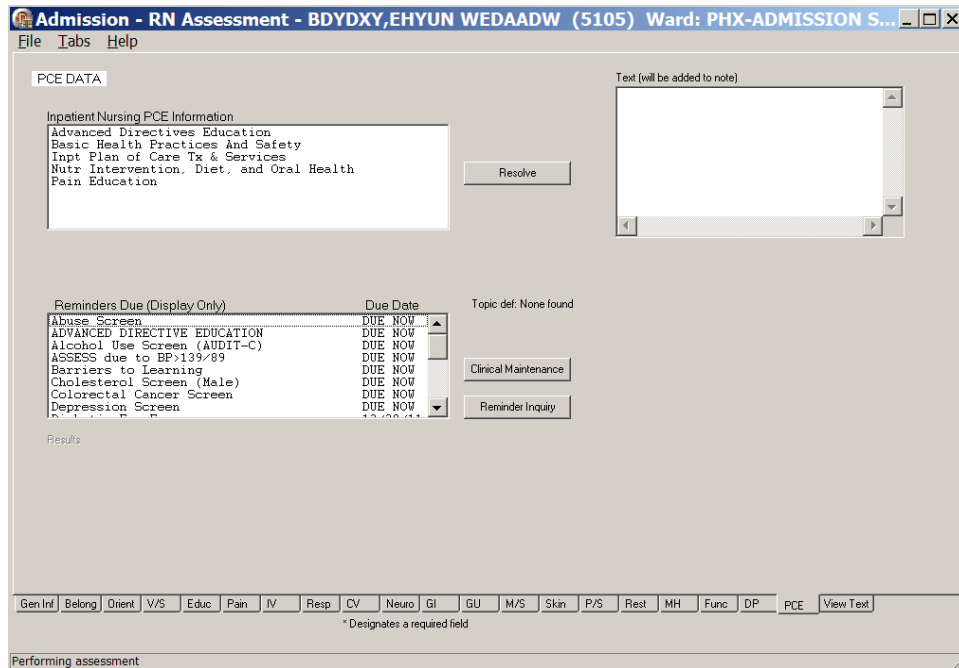 Admission - RN Assessment - BDYDXY,EHYUN WEDAADW (5105) Ward: PHX-ADMISSION S...
File Tabs Help
PCE DATA
Text (will be added to note)
Inpatient Nursing PCE Information
Advanced Directives Education
Basic Health Practices And Safety
Inpt Plan of Care Tx & Services
Nutr Intervention, Diet, and Oral Health
Pain Education
Resolve
Reminders Due (Display Only) Due Date
Topic def: None found
Abuse Screen DUE NOW
ADVANCED DIRECTIVE EDUCATION DUE NOW
Alcohol Use Screen (AUDIT-C) DUE NOW
ASSESS due to BP>139/89 DUE NOW
Barriers to Learning DUE NOW
Cholesterol Screen (Male) DUE NOW
Colorectal Cancer Screen DUE NOW
Depression Screen DUE NOW
Clinical Maintenance
Reminder Inquiry
Results
Gen Inf Belong Orient V/S Educ Pain IV Resp CV Neuro GI GU M/S Skin P/S Rest MH Func DP PCE View Text
* Designates a required field
Performing assessment